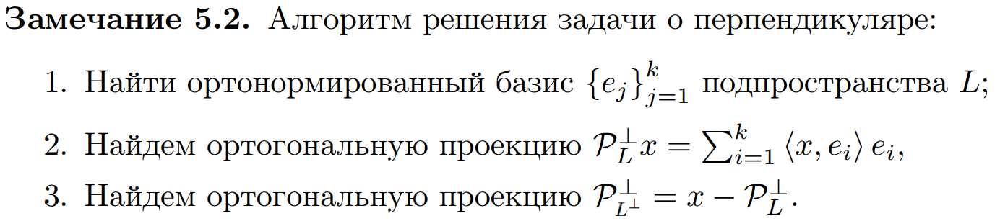 Замечание 5.2. Алгоритм решения задачи о перпендикуляре:
1. Найти ортонормированный базис $\{e_j\}_{j=1}^{k}$ подпространства $L$;
2. Найдем ортогональную проекцию $\mathcal{P}_L^{\perp} x = \sum_{i=1}^{k} \langle x, e_i \rangle e_i$,
3. Найдем ортогональную проекцию $\mathcal{P}_{L^{\perp}}^{\perp} = x - \mathcal{P}_L^{\perp}$.